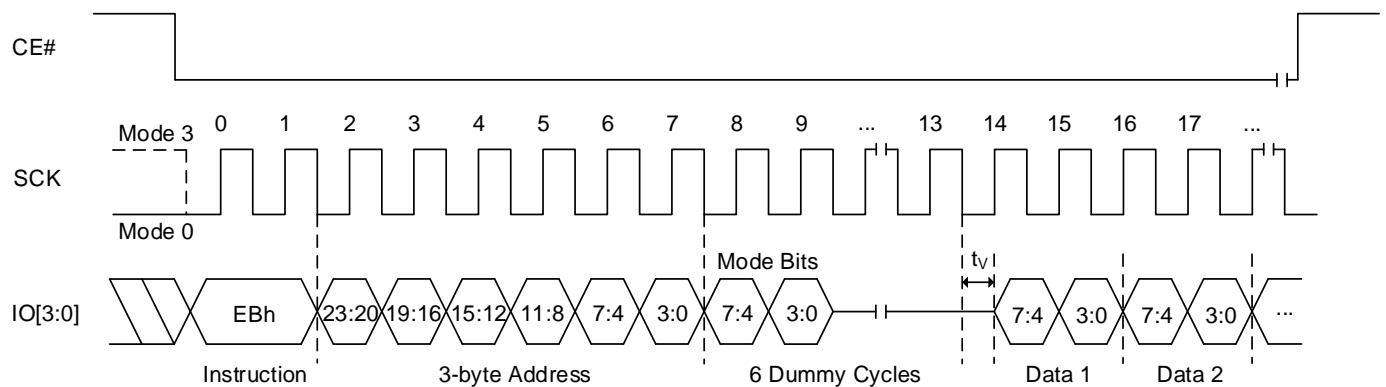 CE#
Mode 3 0 1 2 3 4 5 6 7 8 9 ... 13 14 15 16 17 ...
SCK
Mode 0
Mode Bits tV
IO[3:0] EBh 23:20 19:16 15:12 11:8 7:4 3:0 7:4 3:0 7:4 3:0 7:4 3:0 ...
Instruction 3-byte Address 6 Dummy Cycles Data 1 Data 2